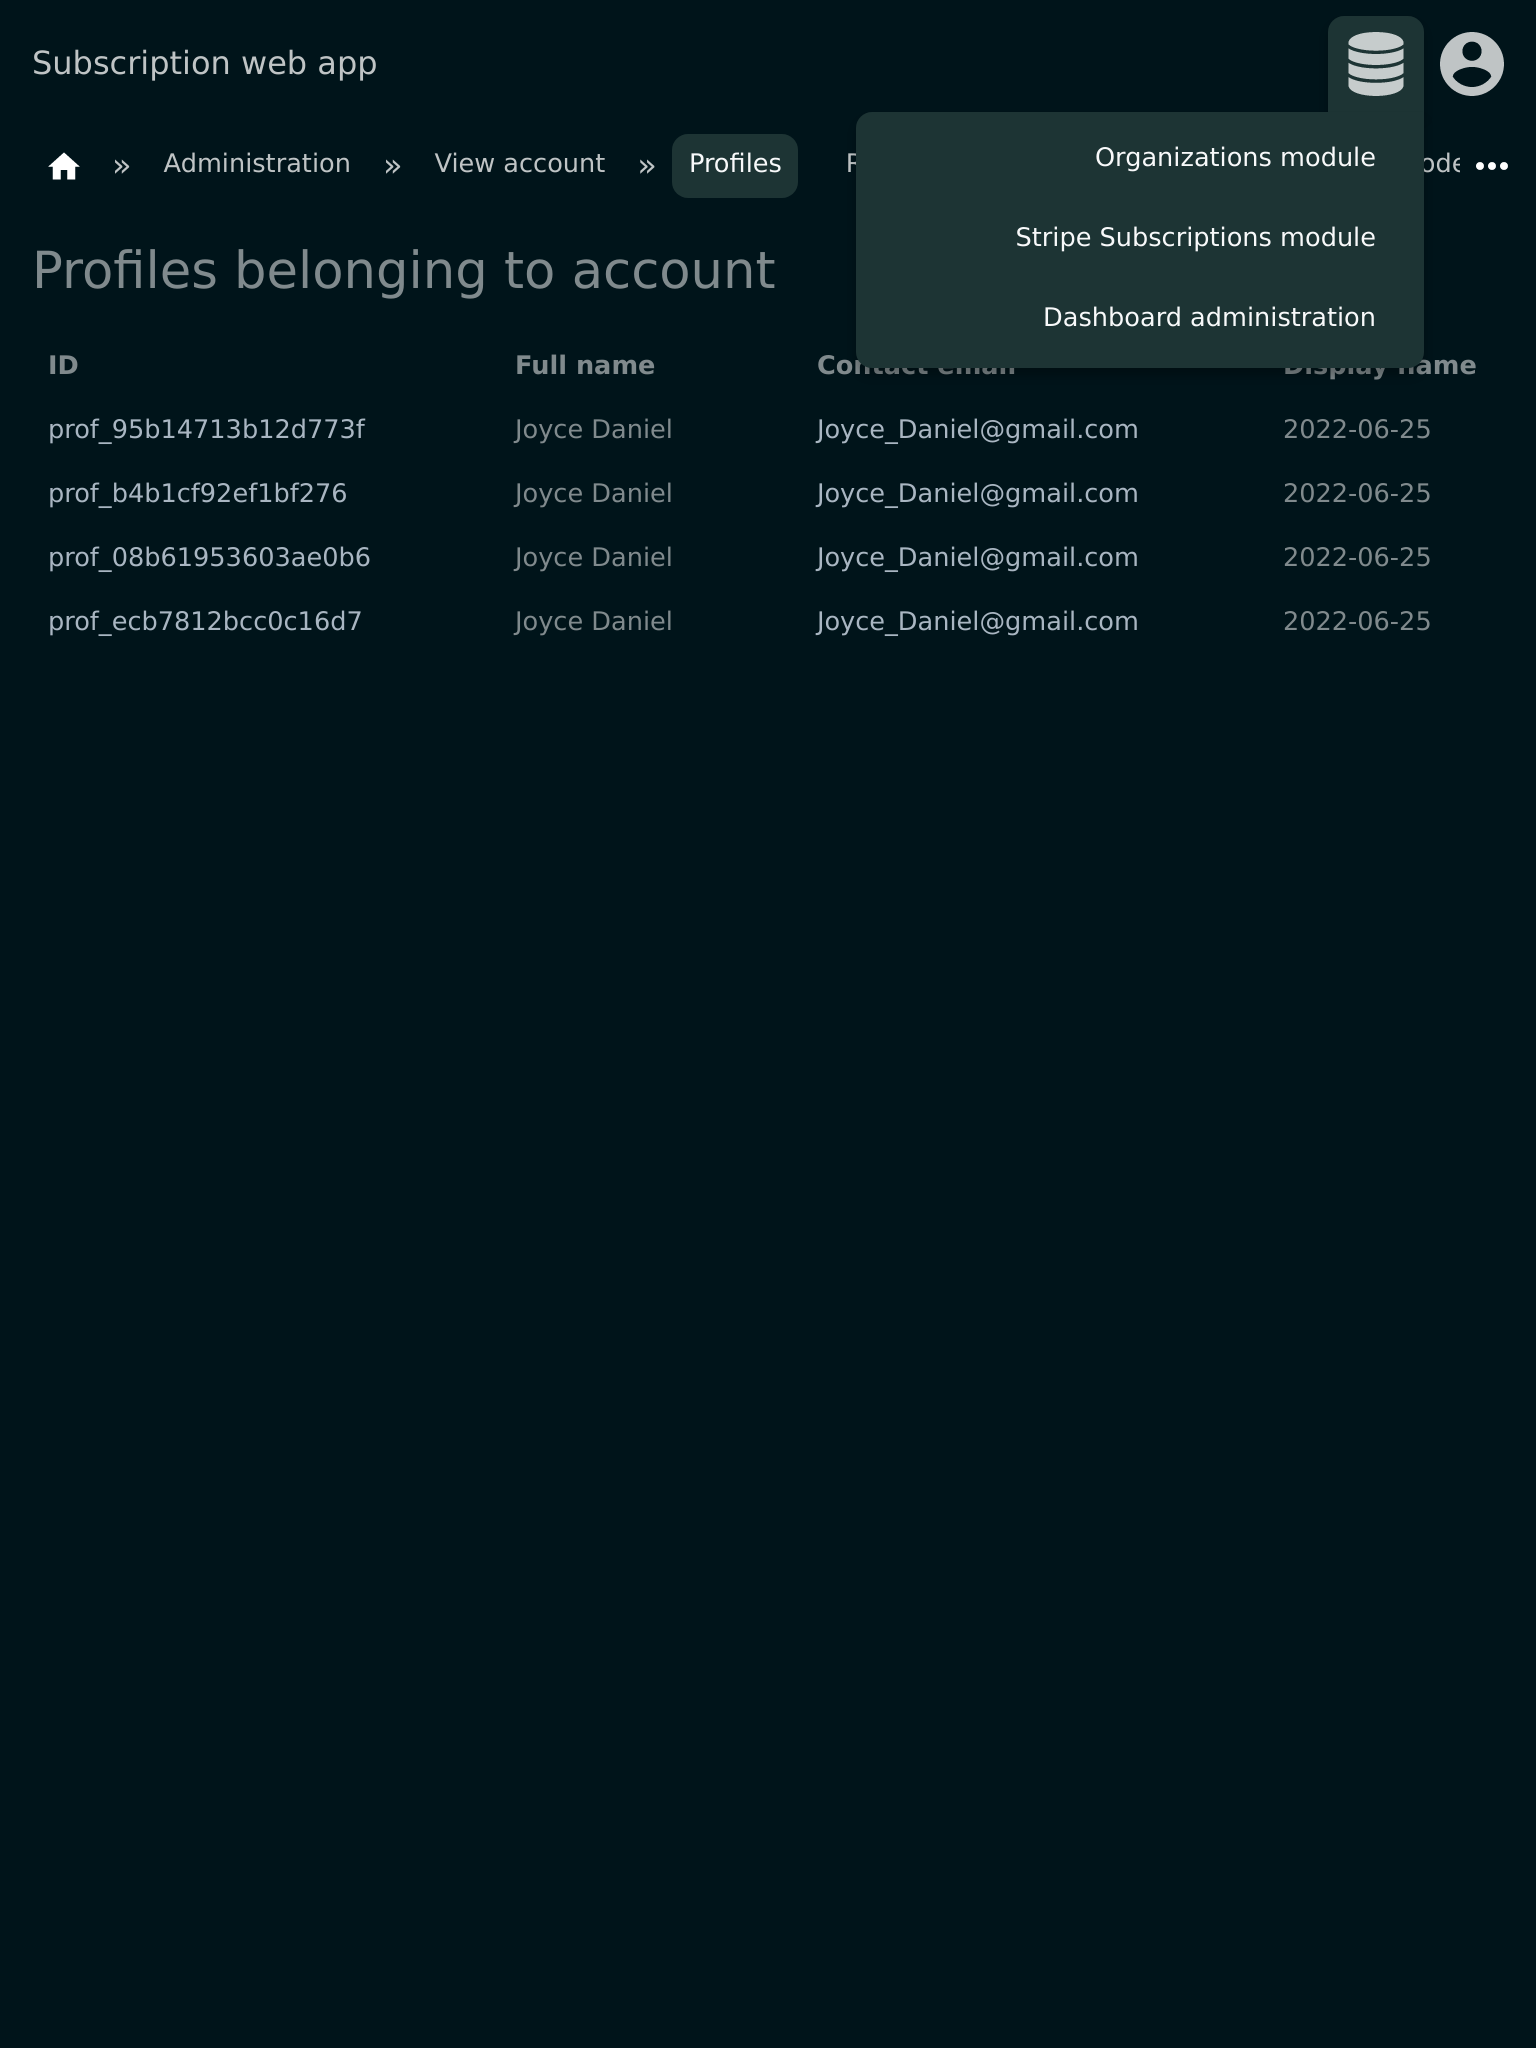 Subscription web app
» Administration » View account » Profiles
Organizations module
Stripe Subscriptions module
Dashboard administration
Profiles belonging to account
ID Full name Contact email Display name
prof_95b14713b12d773f Joyce Daniel Joyce_Daniel@gmail.com 2022-06-25
prof_b4b1cf92ef1bf276 Joyce Daniel Joyce_Daniel@gmail.com 2022-06-25
prof_08b61953603ae0b6 Joyce Daniel Joyce_Daniel@gmail.com 2022-06-25
prof_ecb7812bcc0c16d7 Joyce Daniel Joyce_Daniel@gmail.com 2022-06-25